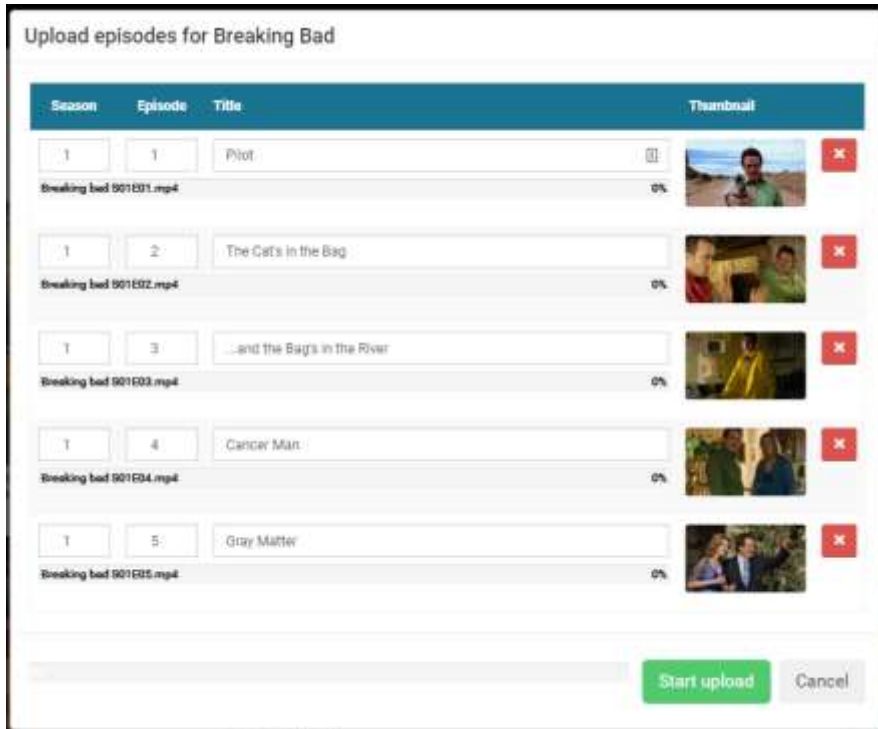 Upload episodes for Breaking Bad
Season Episode Title Thumbnail
1 1 Pilot
Breaking bad S01E01.mp4 0%
1 2 The Cat's in the Bag
Breaking bad S01E02.mp4 0%
1 3 ...and the Bag's in the River
Breaking bad S01E03.mp4 0%
1 4 Cancer Man
Breaking bad S01E04.mp4 0%
1 5 Gray Matter
Breaking bad S01E05.mp4 0%
Start upload Cancel